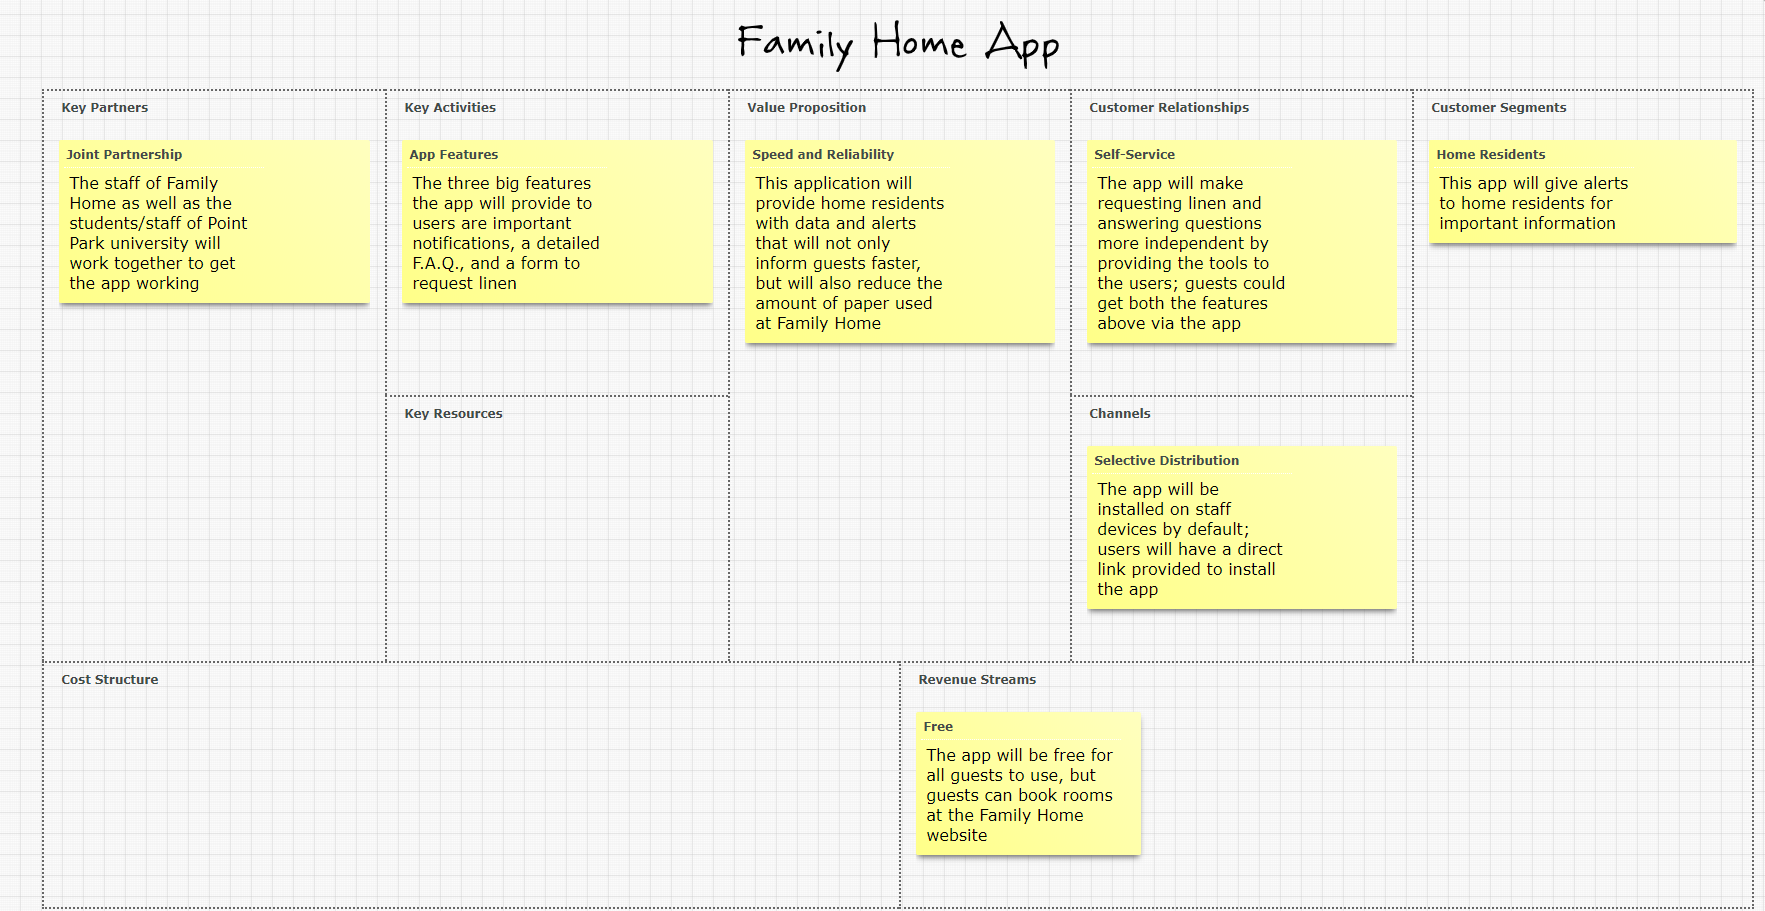 Family Home App
Key Partners
Joint Partnership
The staff of Family
Home as well as the
students/staff of Point
Park university will
work together to get
the app working
Key Activities
App Features
The three big features
the app will provide to
users are important
notifications, a detailed
F.A.Q., and a form to
request linen
Key Resources
Value Proposition
Speed and Reliability
This application will
provide home residents
with data and alerts
that will not only
inform guests faster,
but will also reduce the
amount of paper used
at Family Home
Customer Relationships
Self-Service
The app will make
requesting linen and
answering questions
more independent by
providing the tools to
the users; guests could
get both the features
above via the app
Channels
Selective Distribution
The app will be
installed on staff
devices by default;
users will have a direct
link provided to install
the app
Customer Segments
Home Residents
This app will give alerts
to home residents for
important information
Cost Structure
Revenue Streams
Free
The app will be free for
all guests to use, but
guests can book rooms
at the Family Home
website